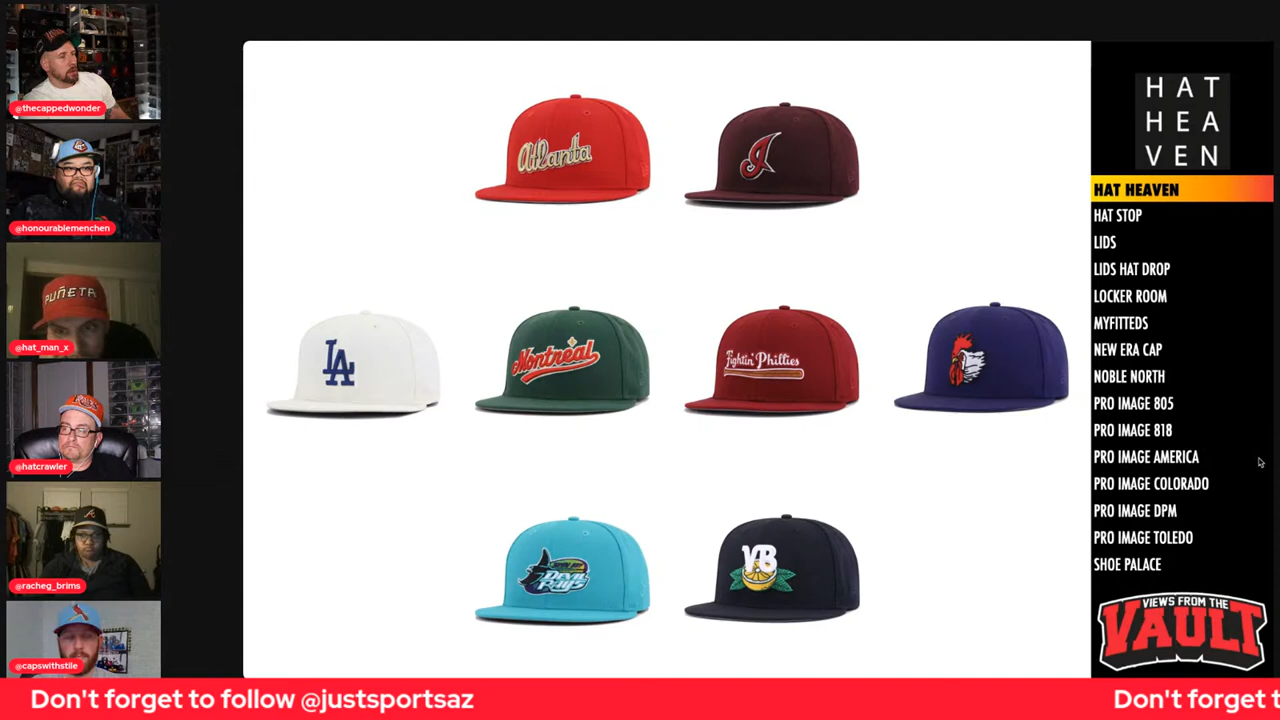 @thecappedwonder
@honourablemenchen
PUÑETA
@hat_man_x
@hatcrawler
A
@racheg_brims
@capswithstile
Atlanta
LA
Montreal
Fightin' Phillies
DEVIL
Rays
VB
HAT
HEA
VEN
HAT HEAVEN
HAT STOP
LIDS
LIDS HAT DROP
LOCKER ROOM
MYFITTEDS
NEW ERA CAP
NOBLE NORTH
PRO IMAGE 805
PRO IMAGE 818
PRO IMAGE AMERICA
PRO IMAGE COLORADO
PRO IMAGE DPM
PRO IMAGE TOLEDO
SHOE PALACE
VIEWS FROM THE
VAULT
Don't forget to follow @justsportsaz
Don't forget t